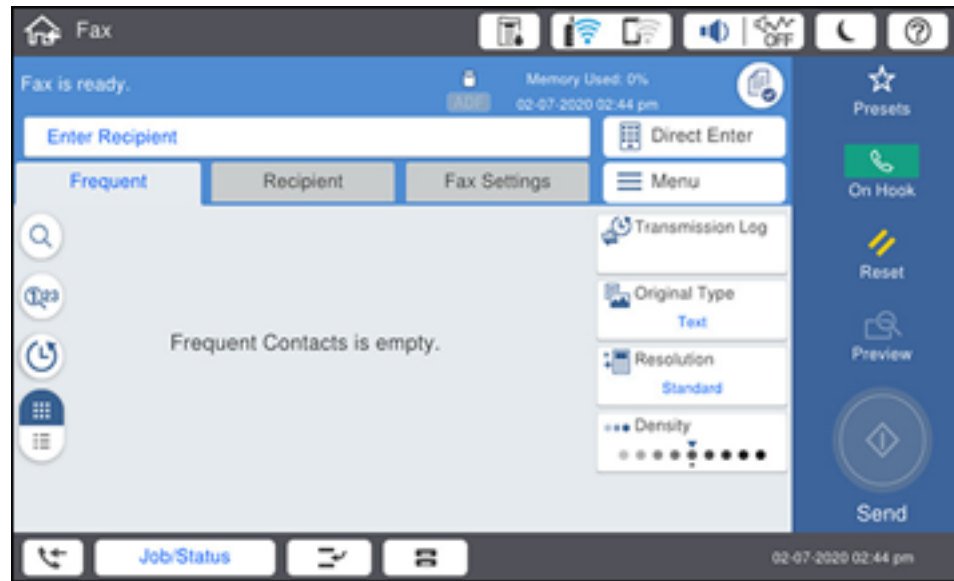 Fax
OFF
Fax is ready.
Memory Used: 0%
ADF
02-07-2020 02:44 pm
Presets
Enter Recipient
Direct Enter
On Hook
Frequent
Recipient
Fax Settings
Menu
Transmission Log
Reset
Original Type
Text
123
Frequent Contacts is empty.
Preview
Resolution
Standard
Density
Send
Job/Status
02-07-2020 02:44 pm